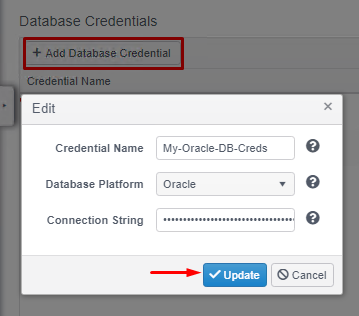 Database Credentials
+ Add Database Credential
Credential Name
Edit ×
Credential Name My-Oracle-DB-Creds ?
Database Platform Oracle ?
Connection String •••••••••••••••••••••••••••••••••• ?
Update Cancel